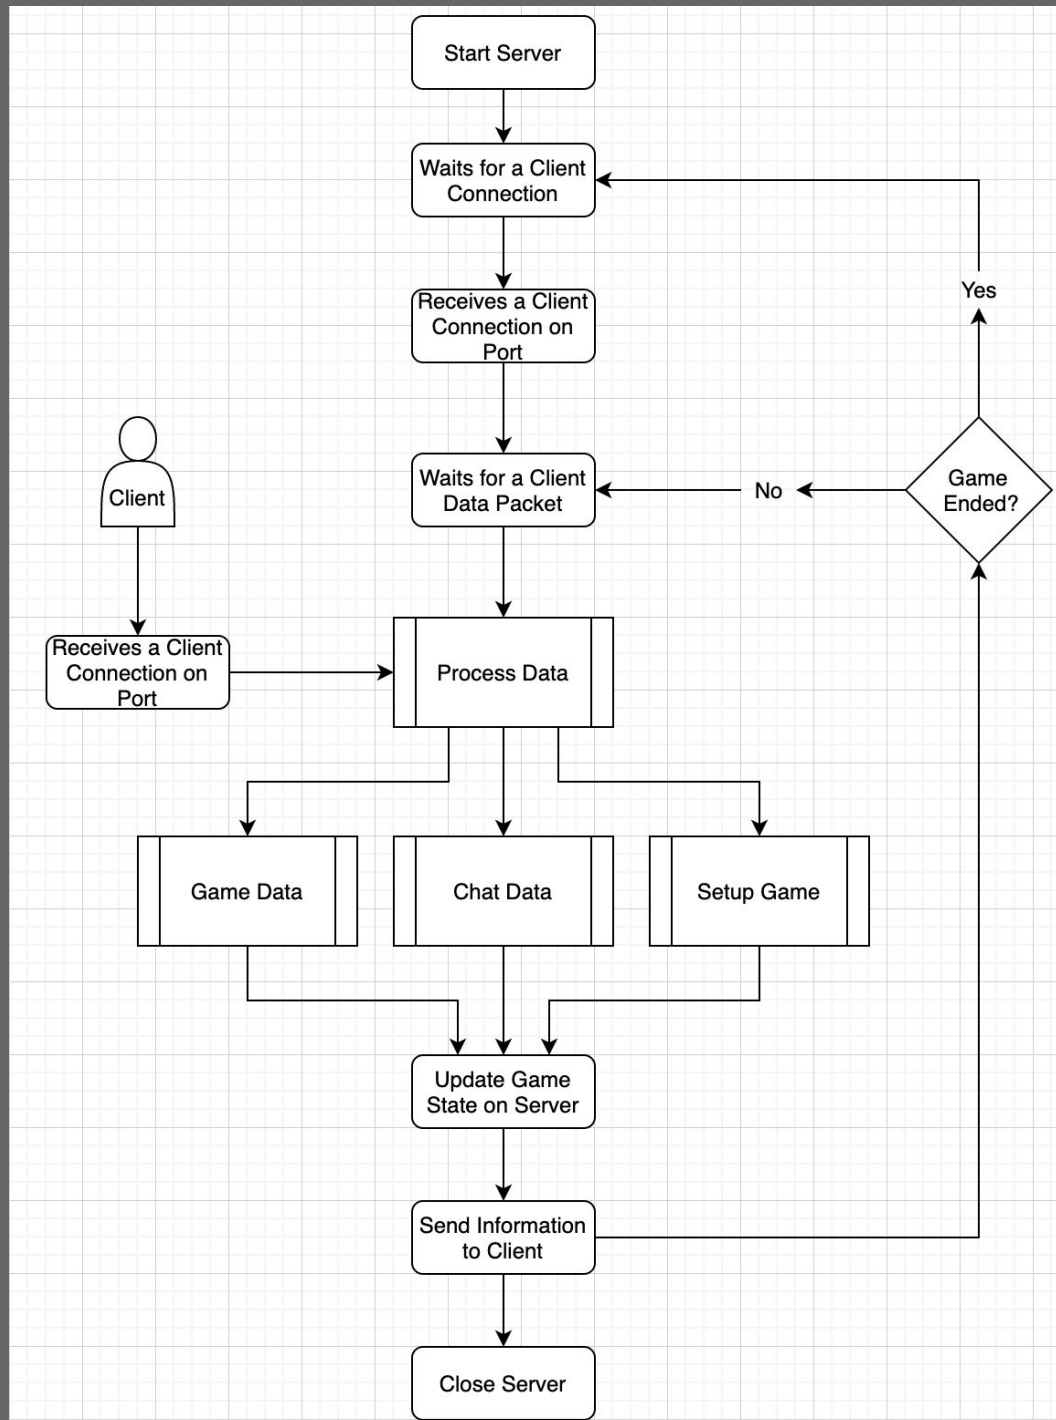 Start Server
Waits for a Client
Connection
Receives a Client
Connection on
Port
Yes
Waits for a Client
Data Packet
No
Game
Ended?
Client
Receives a Client
Connection on
Port
Process Data
Game Data
Chat Data
Setup Game
Update Game
State on Server
Send Information
to Client
Close Server